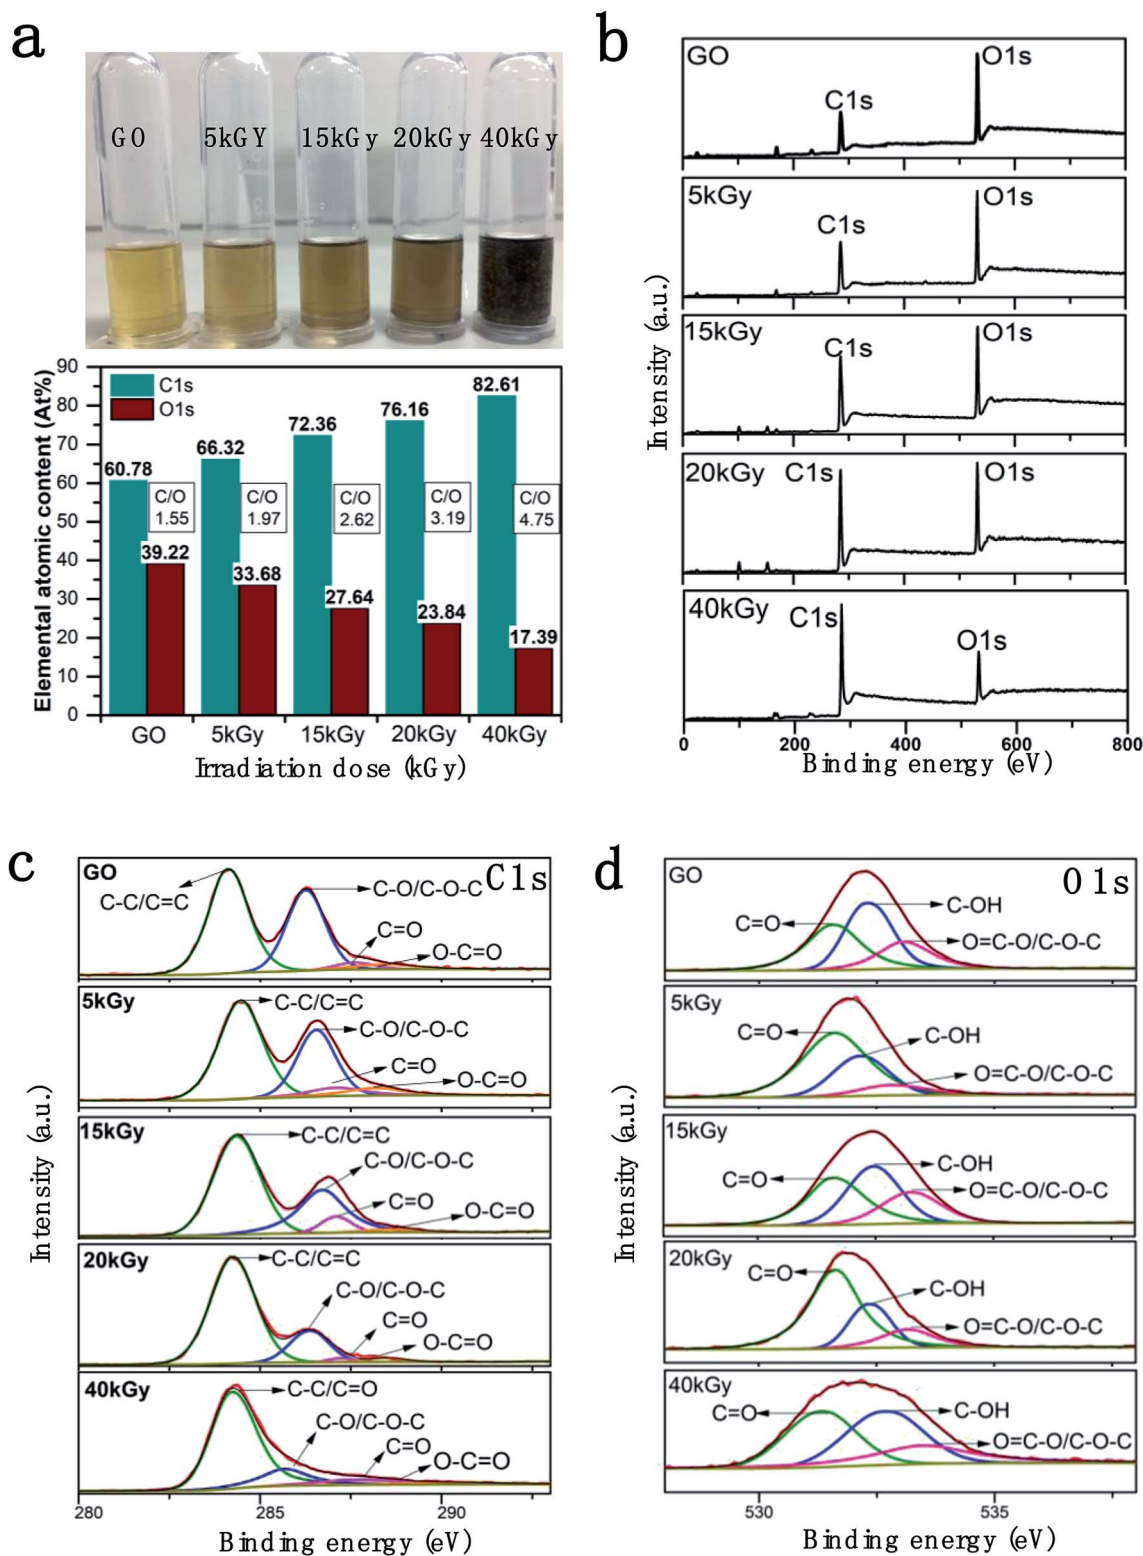 a
GO 5kGY 15kGy 20kGy 40kGy
90
80
70
60
50
40
30
20
10
0
Elemental atomic content (At%)
C1s
O1s
60.78
66.32
72.36
76.16
82.61
C/O
1.55
C/O
1.97
C/O
2.62
C/O
3.19
C/O
4.75
39.22
33.68
27.64
23.84
17.39
GO 5kGy 15kGy 20kGy 40kGy
Irradiation dose (kGy)
b
GO
C1s
O1s
5kGy
C1s
O1s
15kGy
C1s
O1s
20kGy
C1s
O1s
40kGy
C1s
O1s
Intensity (a.u.)
0 200 400 600 800
Binding energy (eV)
c
GO
C1s
C-C/C=C
C-O/C-O-C
C=O
O-C=O
5kGy
C-C/C=C
C-O/C-O-C
C=O
O-C=O
15kGy
C-C/C=C
C-O/C-O-C
C=O
O-C=O
20kGy
C-C/C=C
C-O/C-O-C
C=O
O-C=O
40kGy
C-C/C=O
C-O/C-O-C
C=O
O-C=O
Intensity (a.u.)
280 285 290
Binding energy (eV)
d
GO
O1s
C=O
C-OH
O=C-O/C-O-C
5kGy
C=O
C-OH
O=C-O/C-O-C
15kGy
C=O
C-OH
O=C-O/C-O-C
20kGy
C=O
C-OH
O=C-O/C-O-C
40kGy
C=O
C-OH
O=C-O/C-O-C
Intensity (a.u.)
530 535
Binding energy (eV)